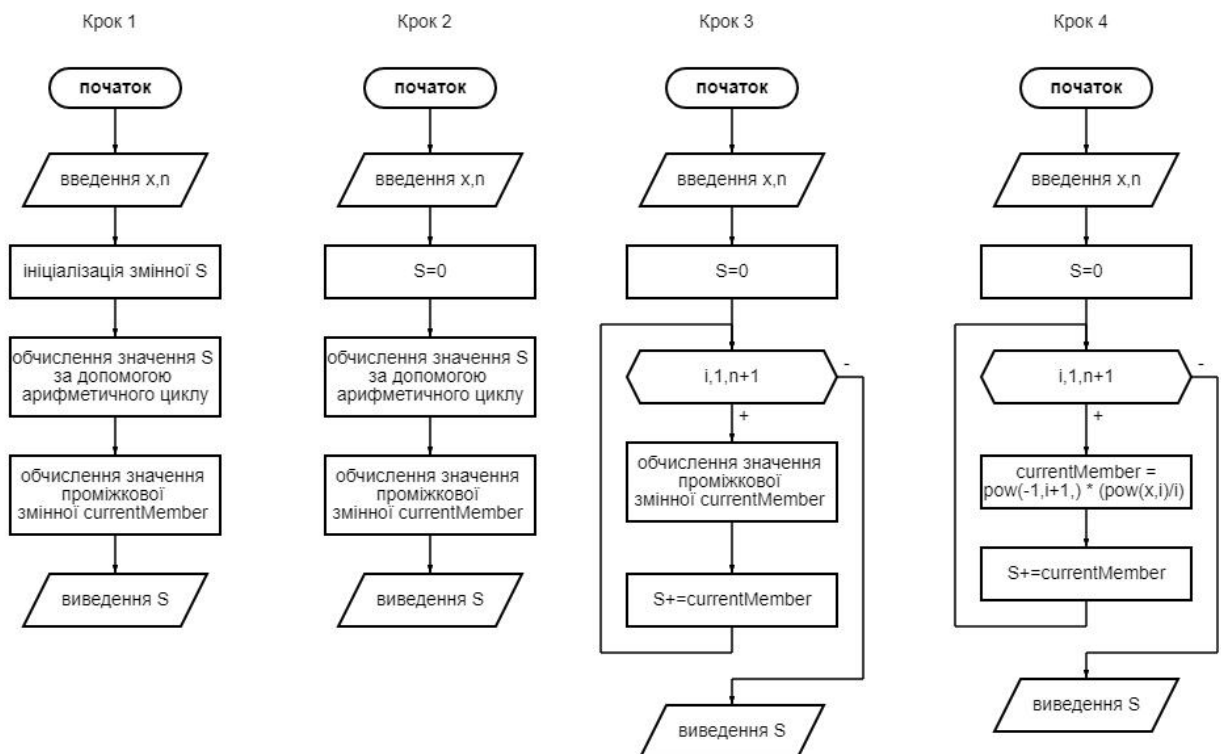 Крок 1
початок
введення x,n
ініціалізація змінної S
обчислення значення S
за допомогою
арифметичного циклу
обчислення значення
проміжкової
змінної currentMember
виведення S
Крок 2
початок
введення x,n
S=0
обчислення значення S
за допомогою
арифметичного циклу
обчислення значення
проміжкової
змінної currentMember
виведення S
Крок 3
початок
введення x,n
S=0
i,1,n+1
-
+
обчислення значення
проміжкової
змінної currentMember
S+=currentMember
виведення S
Крок 4
початок
введення x,n
S=0
i,1,n+1
-
+
currentMember =
pow(-1,i+1,) * (pow(x,i)/i)
S+=currentMember
виведення S